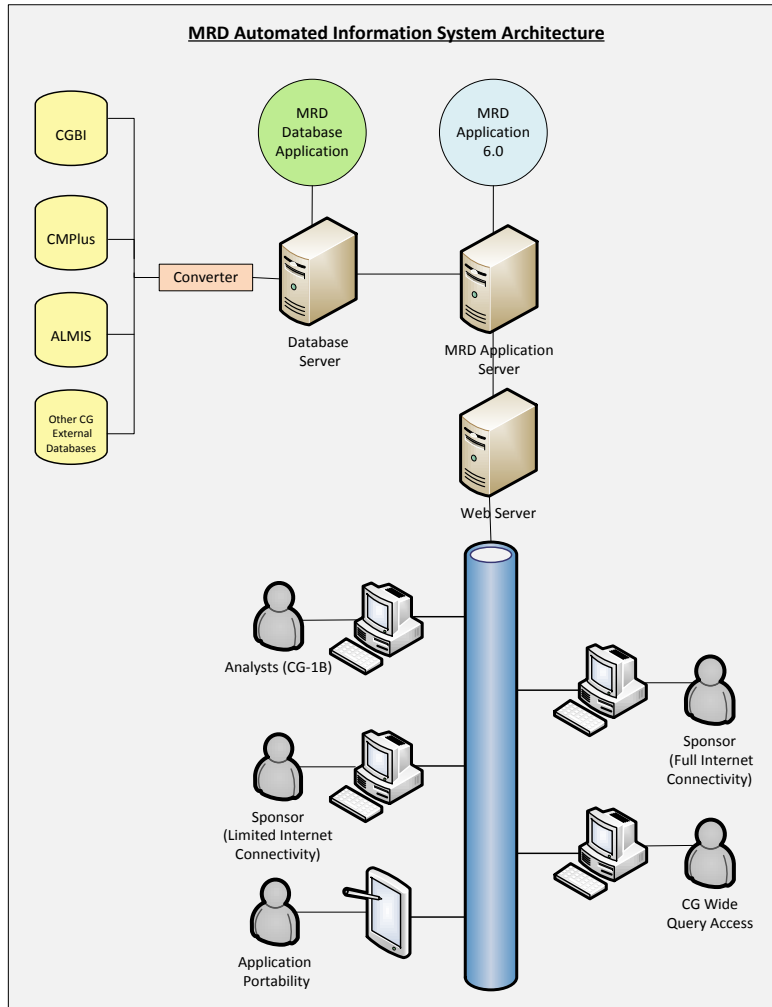 MRD Automated Information System Architecture
MRD
Database
Application
MRD
Application
6.0
CGBI
CMPlus
ALMIS
Other CG
External
Databases
Converter
Database
Server
MRD Application
Server
Web Server
Analysts (CG-1B)
Sponsor
(Full Internet
Connectivity)
Sponsor
(Limited Internet
Connectivity)
CG Wide
Query Access
Application
Portability